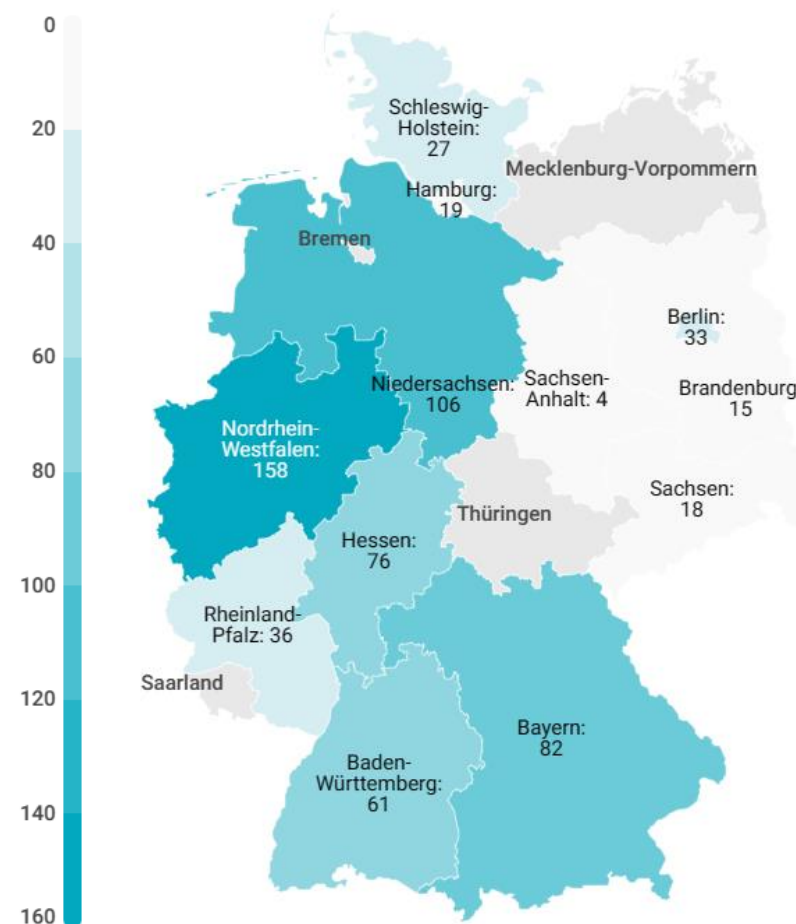 0
20
40
60
80
100
120
140
160
Schleswig-
Holstein:
27
Mecklenburg-Vorpommern
Hamburg:
19
Bremen
Berlin:
33
Niedersachsen:
106
Sachsen-
Anhalt: 4
Brandenburg
15
Nordrhein-
Westfalen:
158
Sachsen:
18
Thüringen
Hessen:
76
Rheinland-
Pfalz: 36
Saarland
Bayern:
82
Baden-
Württemberg:
61